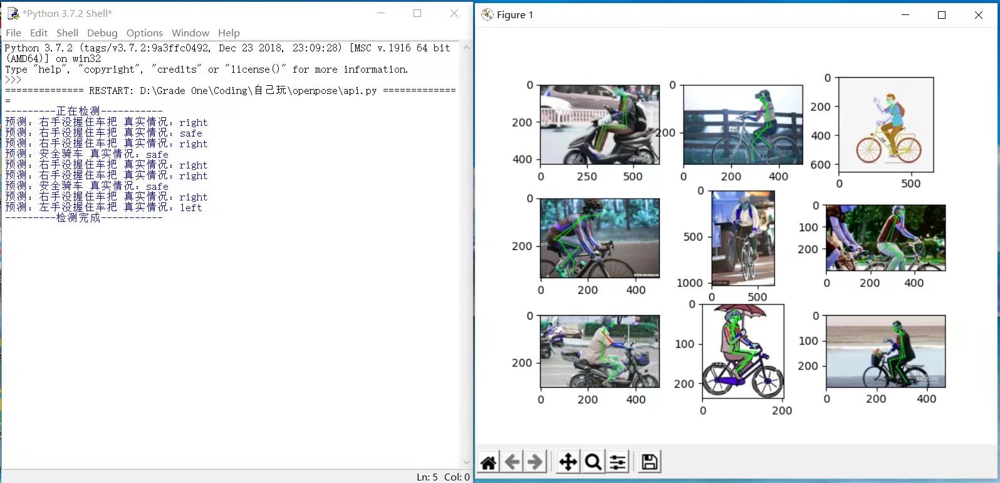 *Python 3.7.2 Shell*
File Edit Shell Debug Options Window Help
Python 3.7.2 (tags/v3.7.2:9a3ffc0492, Dec 23 2018, 23:09:28) [MSC v.1916 64 bit
(AMD64)] on win32
Type "help", "copyright", "credits" or "license()" for more information.
>>>
============== RESTART: D:\Grade One\Coding\自己玩\openpose\api.py =============
=
---------正在检测-----------
预测：右手没握住车把 真实情况：right
预测：右手没握住车把 真实情况：safe
预测：右手没握住车把 真实情况：right
预测：安全骑车 真实情况：safe
预测：右手没握住车把 真实情况：right
预测：右手没握住车把 真实情况：right
预测：安全骑车 真实情况：safe
预测：右手没握住车把 真实情况：right
预测：左手没握住车把 真实情况：left
---------检测完成-----------
Ln: 5 Col: 0
Figure 1
0
200
400
0 250 500
0
200
0 200 400
0
200
400
600
0 500
0
200
0 200 400
0
500
1000
0 500
0
100
200
0 200 400
0
200
0 200 400
0
100
200
0 200
0
100
200
0 200 400